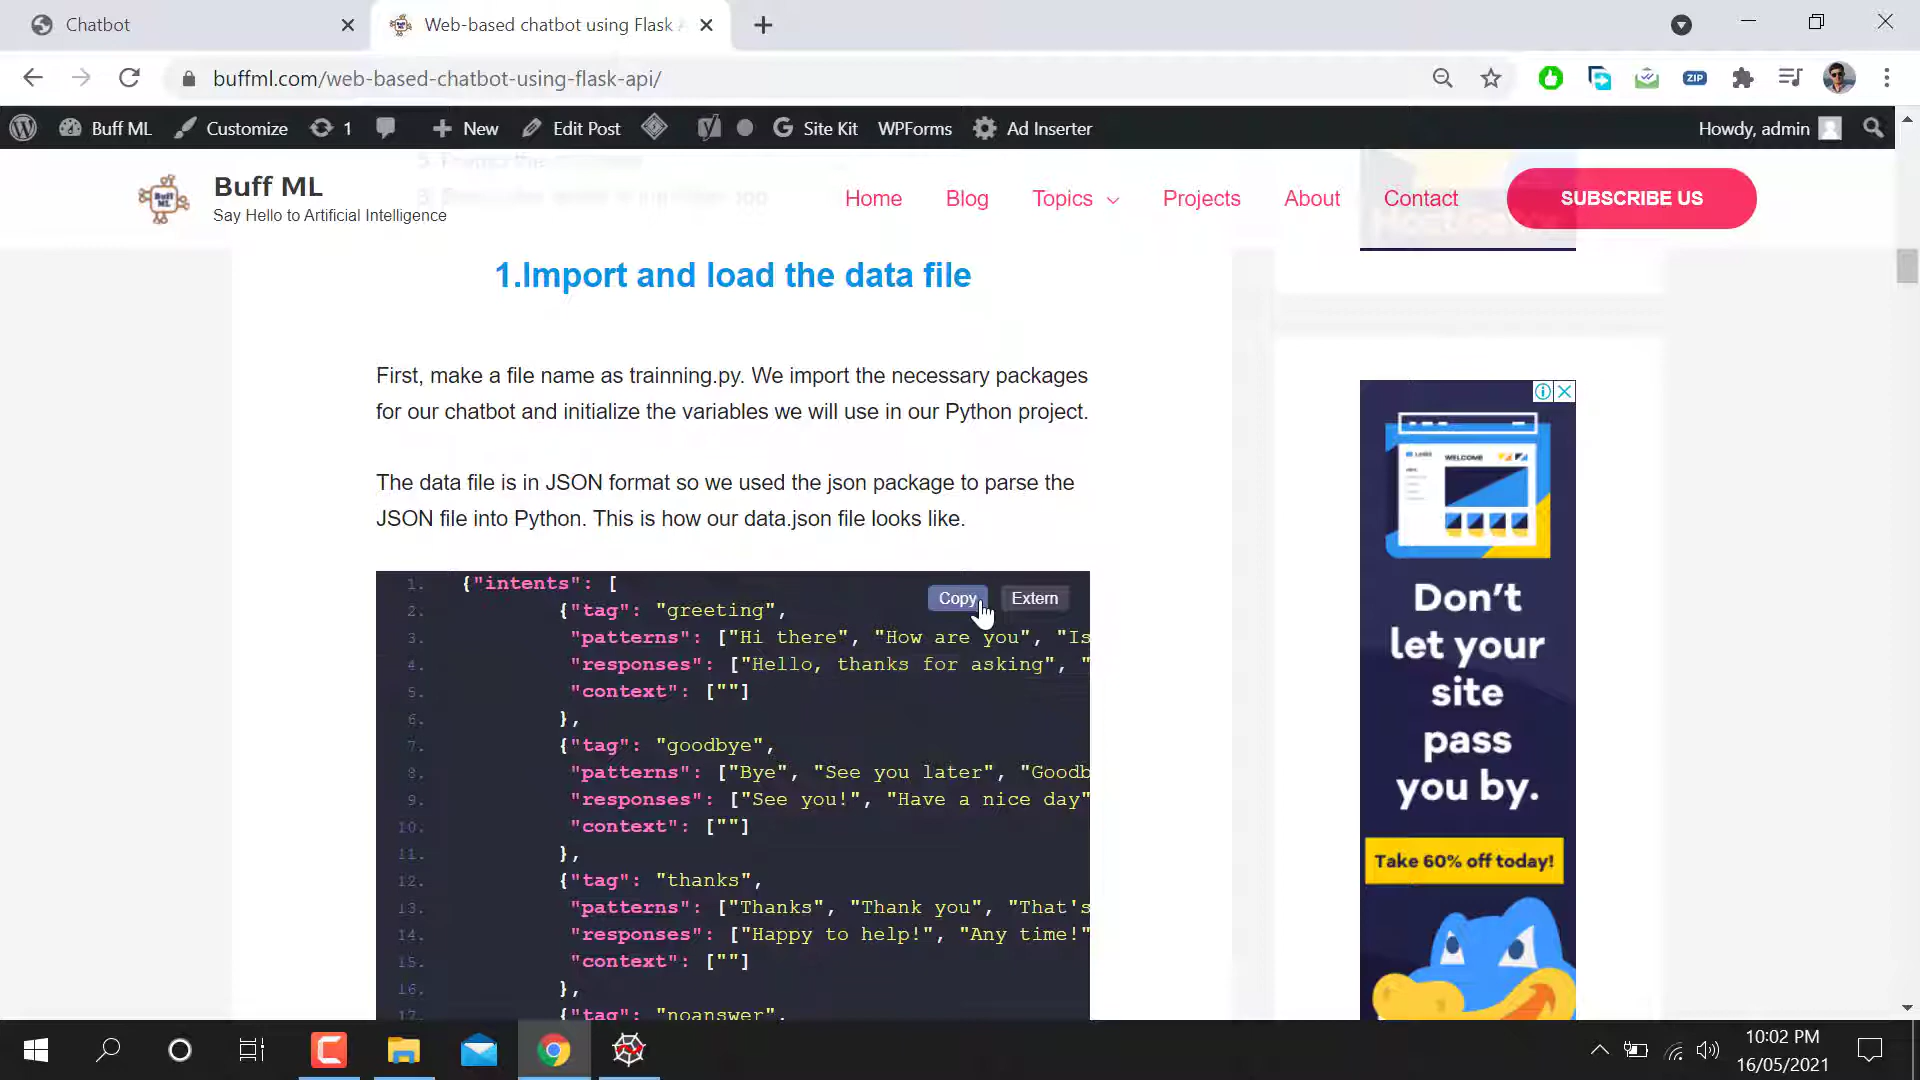 Chatbot
Web-based chatbot using Flask
buffml.com/web-based-chatbot-using-flask-api/
ZIP
Buff ML
Customize
1
New
Edit Post
Site Kit
WPForms
Ad Inserter
Howdy, admin
Buff ML
Say Hello to Artificial Intelligence
Home
Blog
Topics
Projects
About
Contact
SUBSCRIBE US
1.Import and load the data file
First, make a file name as trainning.py. We import the necessary packages
for our chatbot and initialize the variables we will use in our Python project.
The data file is in JSON format so we used the json package to parse the
JSON file into Python. This is how our data.json file looks like.
Copy
Extern
1. {"intents": [
2. {"tag": "greeting",
3. "patterns": ["Hi there", "How are you", "Is
4. "responses": ["Hello, thanks for asking", "
5. "context": [""]
6. },
7. {"tag": "goodbye",
8. "patterns": ["Bye", "See you later", "Goodb
9. "responses": ["See you!", "Have a nice day"
10. "context": [""]
11. },
12. {"tag": "thanks",
13. "patterns": ["Thanks", "Thank you", "That's
14. "responses": ["Happy to help!", "Any time!"
15. "context": [""]
16. },
17. {"tag": "noanswer",
WELCOME
Don't
let your
site
pass
you by.
Take 60% off today!
10:02 PM
16/05/2021